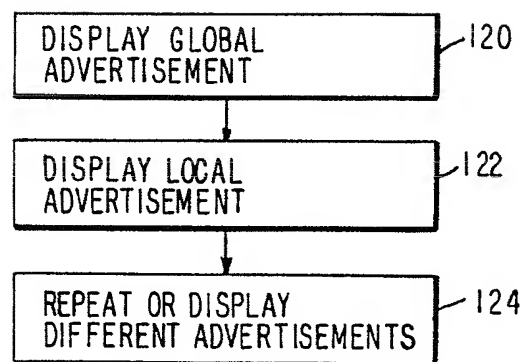 DISPLAY GLOBAL
ADVERTISEMENT
120
DISPLAY LOCAL
ADVERTISEMENT
122
REPEAT OR DISPLAY
DIFFERENT ADVERTISEMENTS
124